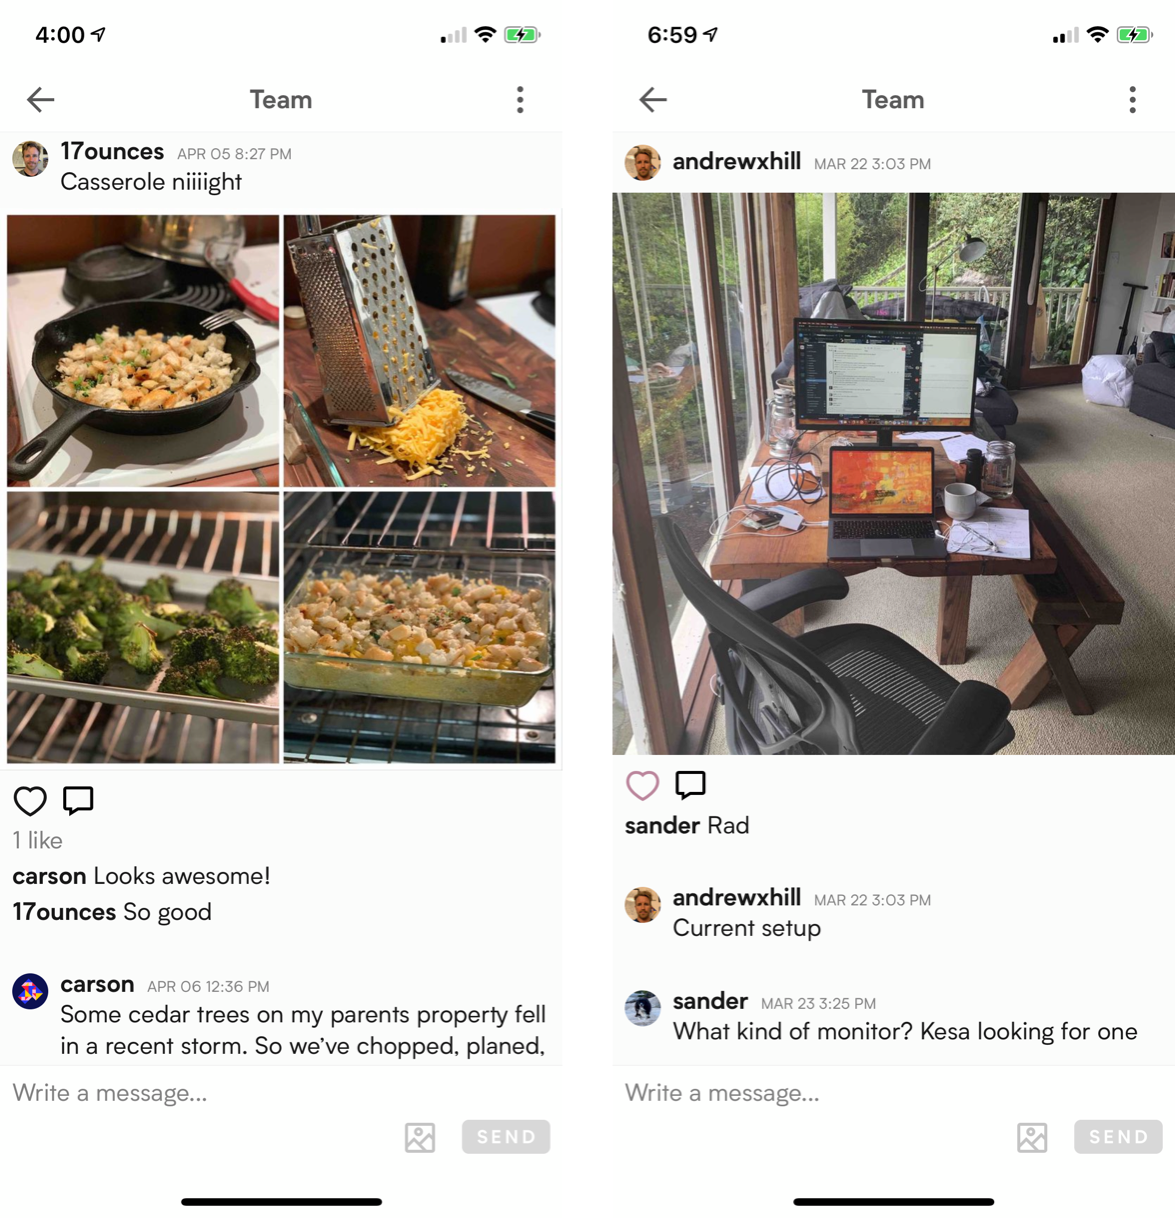 4:00
Team
17ounces APR 05 8:27 PM
Casserole niiiight
1 like
carson Looks awesome!
17ounces So good
carson APR 06 12:36 PM
Some cedar trees on my parents property fell
in a recent storm. So we’ve chopped, planed,
Write a message...
SEND
6:59
Team
andrewxhill MAR 22 3:03 PM
sander Rad
andrewxhill MAR 22 3:03 PM
Current setup
sander MAR 23 3:25 PM
What kind of monitor? Kesa looking for one
Write a message...
SEND